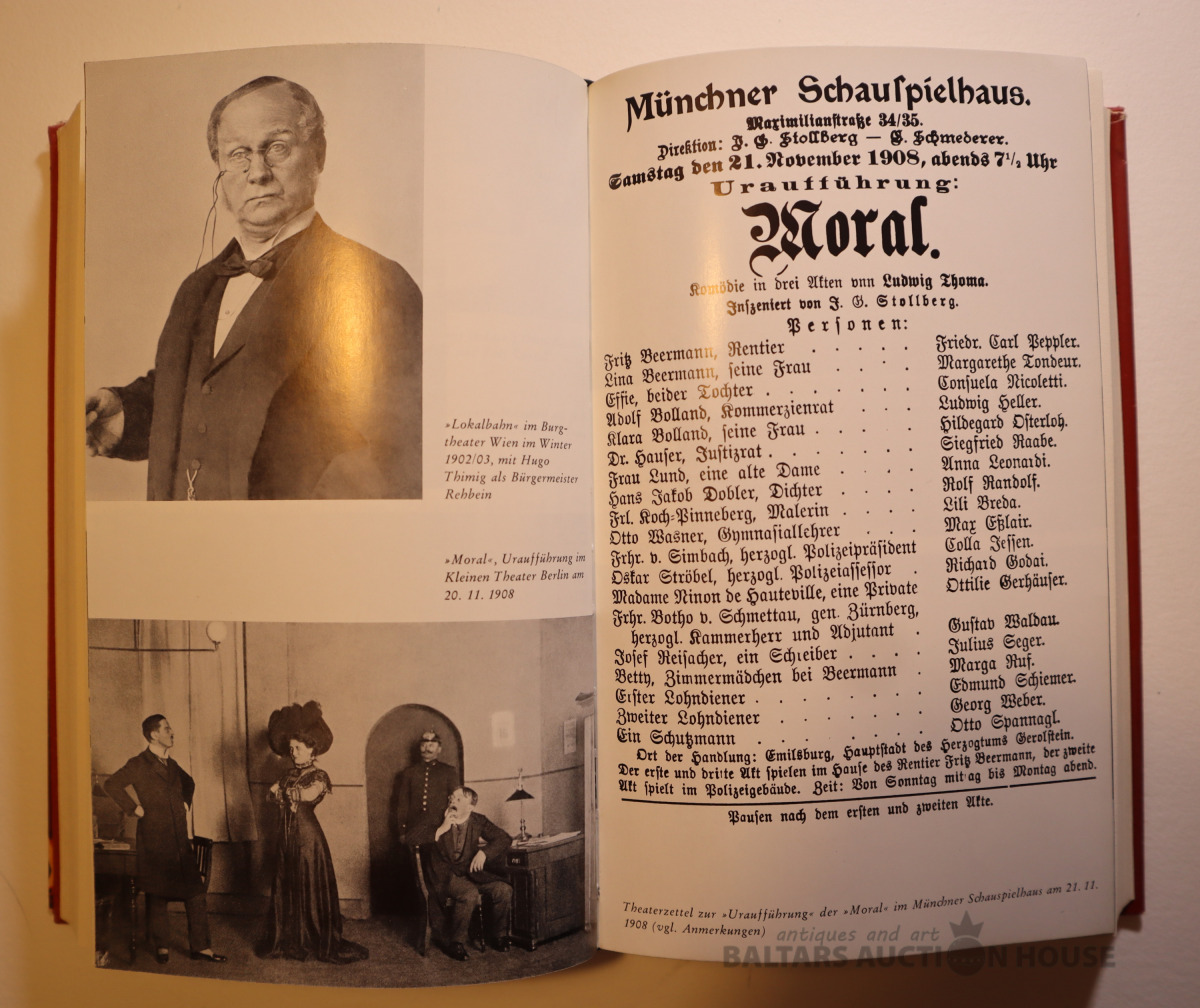 »Lokalbahn« im Burg-
theater Wien im Winter
1902/03, mit Hugo
Thimig als Bürgermeister
Rehbein
»Moral«, Uraufführung im
Kleinen Theater Berlin am
20. 11. 1908
Münchner Schauſpielhaus.
Maximilianſtraße 34/35.
Direktion: J. G. Stollberg — C. Schmederer.
Samstag den 21. November 1908, abends 7½ Uhr
Uraufführung:
Moral.
Komödie in drei Akten vnn Ludwig Thoma.
Inſzeniert von J. G. Stollberg.
Perſonen:
Fritz Beermann, Rentier . . . . Friedr. Carl Peppler.
Lina Beermann, ſeine Frau . . . . Margarethe Tondeur.
Effie, beider Tochter . . . . . . . Conſuela Nicoletti.
Adolf Bolland, Kommerzienrat . . . Ludwig Heller.
Klara Bolland, ſeine Frau . . . . . Hildegard Oſterloh.
Dr. Hauſer, Juſtizrat . . . . . . . Siegfried Raabe.
Frau Lund, eine alte Dame . . . . Anna Leonardi.
Hans Jakob Dobler, Dichter . . . . Rolf Randolf.
Frl. Koch-Pinneberg, Malerin . . . . Lili Breda.
Otto Wasner, Gymnaſiallehrer . . Max Eßlair.
Frhr. v. Simbach, herzogl. Polizeipräſident Colla Jeſſen.
Oskar Ströbel, herzogl. Polizeiaſſeſſor . Richard Godai.
Madame Ninon de Hauteville, eine Private Ottilie Gerhäuſer.
Frhr. Botho v. Schmettau, gen. Zürnberg,
herzogl. Kammerherr und Adjutant . Guſtav Waldau.
Joſef Reiſacher, ein Schreiber . . . . Julius Seger.
Betty, Zimmermädchen bei Beermann . Marga Ruf.
Erſter Lohndiener . . . . . . . Edmund Schiemer.
Zweiter Lohndiener . . . . . . . Georg Weber.
Ein Schutzmann . . . . . . . Otto Spannagl.
Ort der Handlung: Emilsburg, Hauptſtadt des Herzogtums Gerolſtein.
Der erſte und dritte Akt ſpielen im Hauſe des Rentier Fritz Beermann, der zweite
Akt ſpielt im Polizeigebäude. Zeit: Von Sonntag mit ag bis Montag abend.
Pauſen nach dem erſten und zweiten Akte.
Theaterzettel zur »Uraufführung« der »Moral« im Münchner Schauspielhaus am 21. 11.
1908 (vgl. Anmerkungen)
antiques and art
BALTARS AUCTION HOUSE